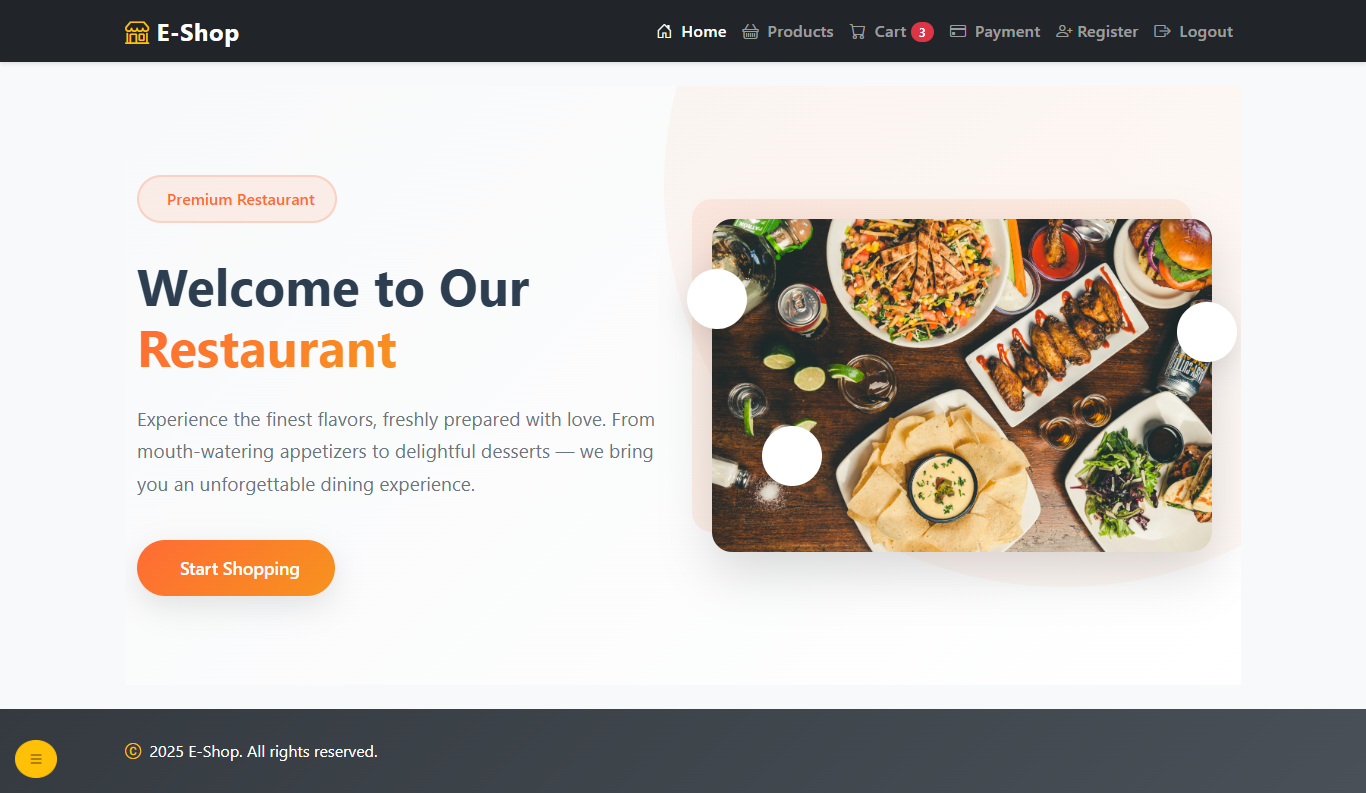 E-Shop
Home Products Cart 3 Payment Register Logout
Premium Restaurant
Welcome to Our
Restaurant
Experience the finest flavors, freshly prepared with love. From
mouth-watering appetizers to delightful desserts — we bring
you an unforgettable dining experience.
Start Shopping
© 2025 E-Shop. All rights reserved.